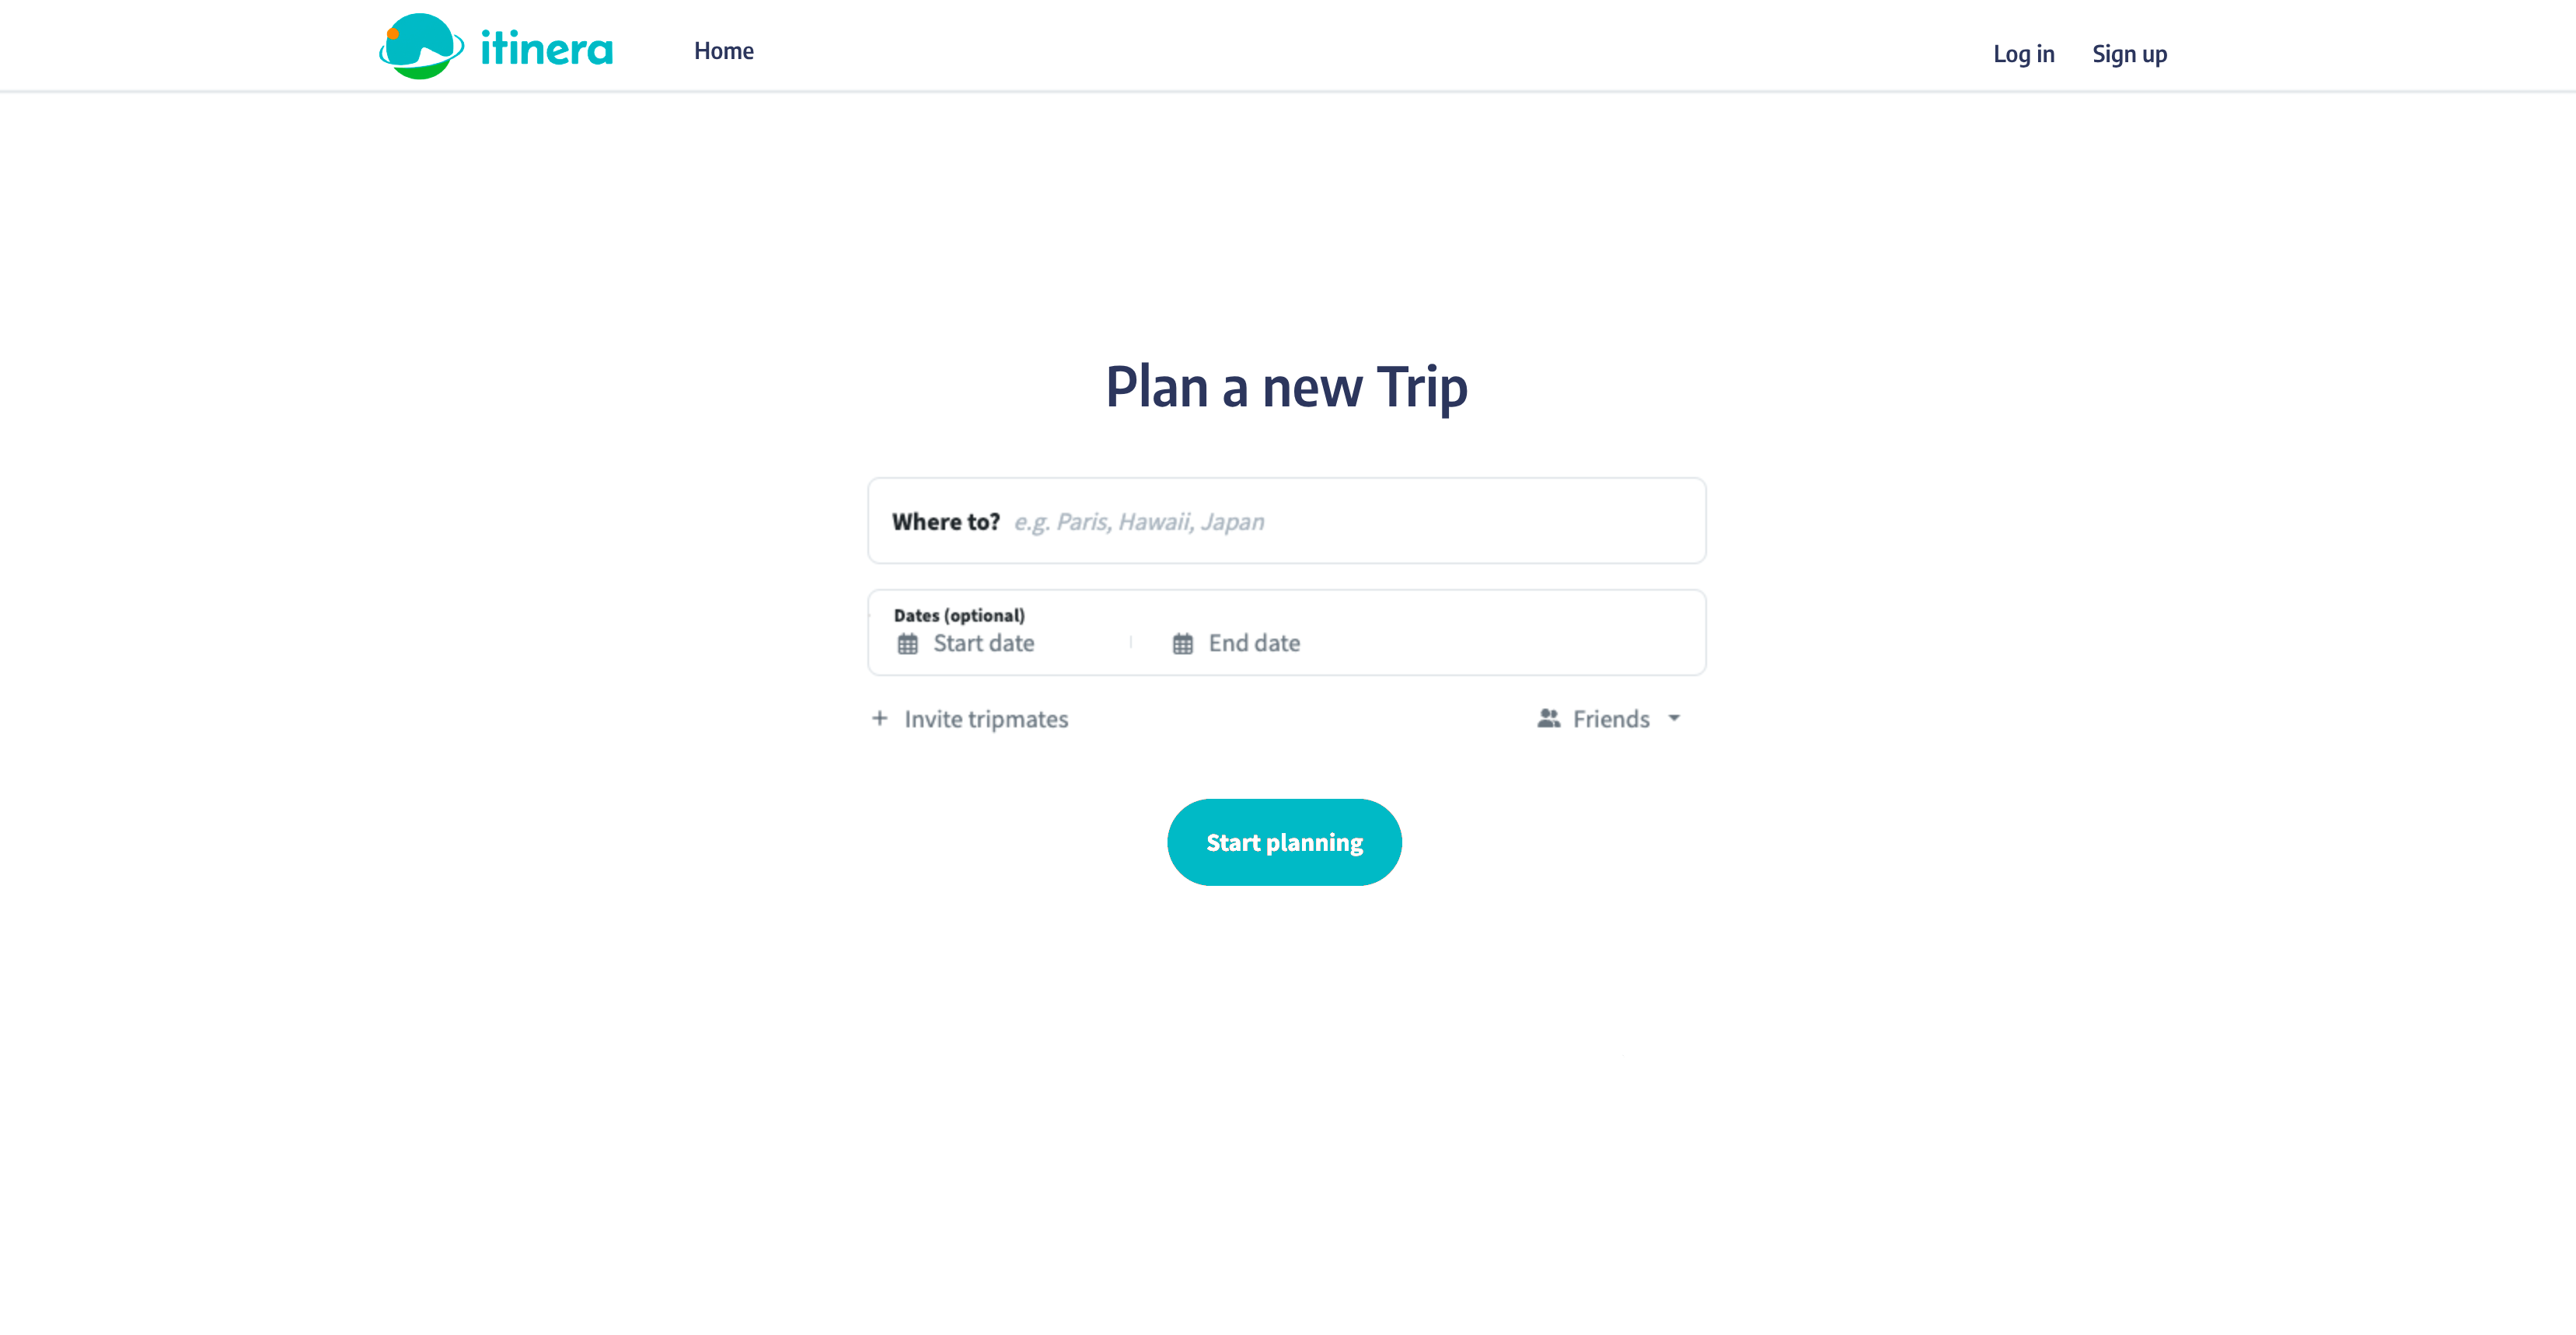 itinera
Home
Log in
Sign up
Plan a new Trip
Where to? e.g. Paris, Hawaii, Japan
Dates (optional)
Start date
End date
+ Invite tripmates
Friends
Start planning